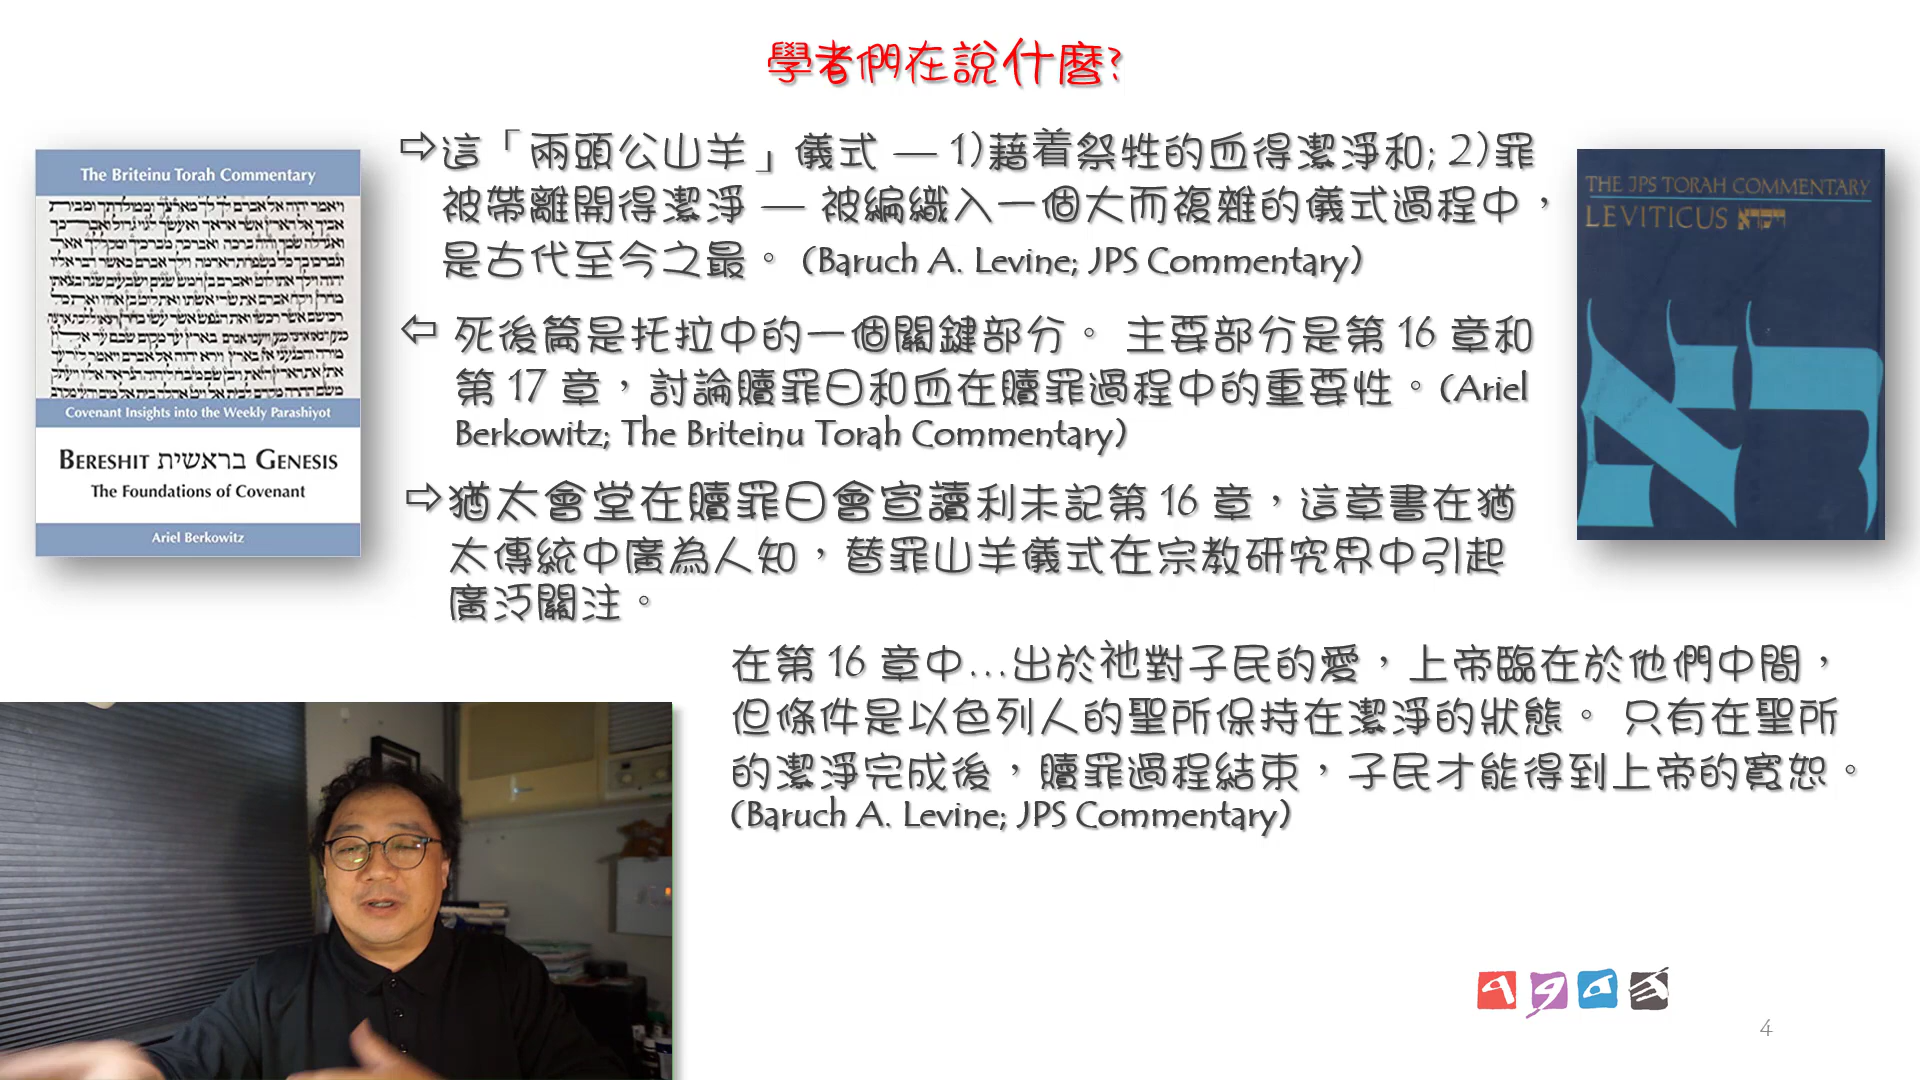 學者們在說什麼?
The Briteinu Torah Commentary
Covenant Insights into the Weekly Parashiyot
BERESHIT בראשית GENESIS
The Foundations of Covenant
Ariel Berkowitz
⇨這「兩頭公山羊」儀式 — 1)藉着祭牲的血得潔淨和; 2)罪
被帶離開得潔淨 — 被編織入一個大而複雜的儀式過程中，
是古代至今之最。 (Baruch A. Levine; JPS Commentary)
⇦ 死後篇是托拉中的一個關鍵部分。 主要部分是第 16 章和
第 17 章，討論贖罪日和血在贖罪過程中的重要性。(Ariel
Berkowitz; The Briteinu Torah Commentary)
⇨猶太會堂在贖罪日會宣讀利未記第 16 章，這章書在猶
太傳統中廣為人知，替罪山羊儀式在宗教研究界中引起
廣泛關注。
THE JPS TORAH COMMENTARY
LEVITICUS ויקרא
在第 16 章中…出於祂對子民的愛，上帝臨在於他們中間，
但條件是以色列人的聖所保持在潔淨的狀態。 只有在聖所
的潔淨完成後，贖罪過程結束，子民才能得到上帝的寬恕。
(Baruch A. Levine; JPS Commentary)
4